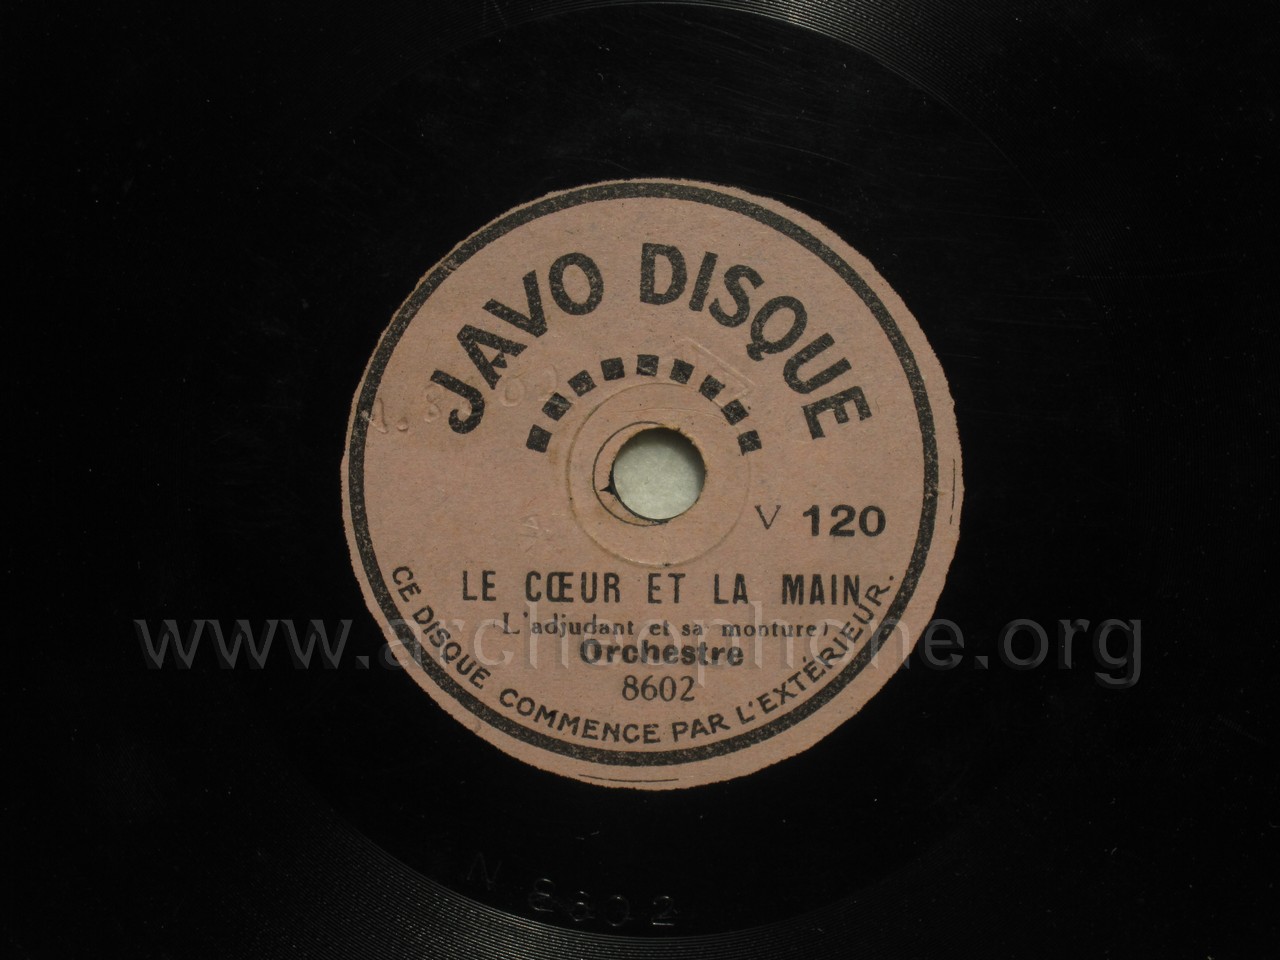 JAVO DISQUE
V 120
LE CŒUR ET LA MAIN
(L'adjudant et sa monture)
Orchestre
8602
CE DISQUE COMMENCE PAR L'EXTÉRIEUR.
www.archeophone.org
N 8602